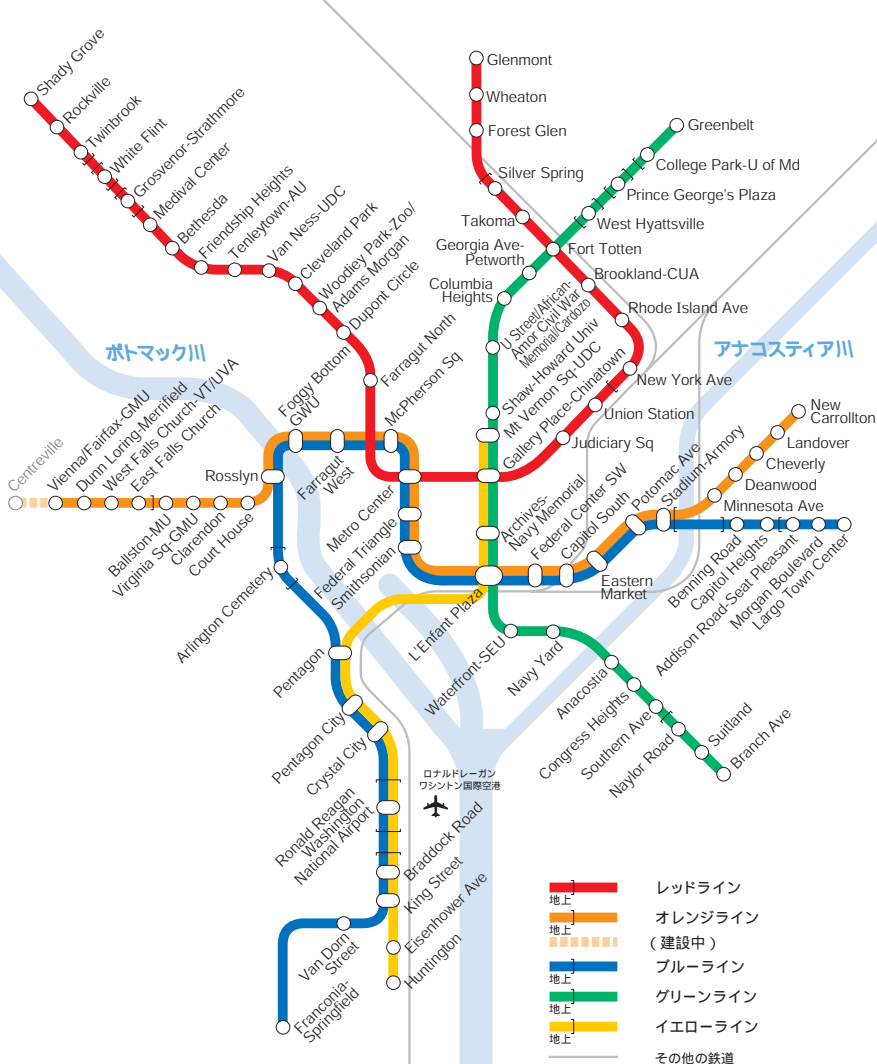 Shady Grove
Rockville
Twinbrook
White Flint
Grosvenor-Strathmore
Medival Center
Bethesda
Friendship Heights
Tenleytown-AU
Van Ness-UDC
Cleveland Park
Woodley Park-Zoo/
Adams Morgan
Dupont Circle
Farragut North
Glenmont
Wheaton
Forest Glen
Silver Spring
Takoma
Fort Totten
Brookland-CUA
Rhode Island Ave
New York Ave
Union Station
Judiciary Sq
Gallery Place-Chinatown
Greenbelt
College Park-U of Md
Prince George's Plaza
West Hyattsville
Georgia Ave-
Petworth
Columbia
Heights
U Street/African-
Amor Civil War
Memorial/Cardozo
Shaw-Howard Univ
Mt Vernon Sq-UDC
ポトマック川
アナコスティア川
Centreville
Vienna/Fairfax-GMU
Dunn Loring-Merrifield
West Falls Church-VT/UVA
East Falls Church
Ballston-MU
Virginia Sq-GMU
Clarendon
Court House
Rosslyn
Foggy Bottom
GWU
Farragut
West
McPherson Sq
Metro Center
Federal Triangle
Smithsonian
L'Enfant Plaza
Archives-
Navy Memorial
Federal Center SW
Capitol South
Eastern
Market
Potomac Ave
Stadium-Armory
New
Carrollton
Landover
Cheverly
Deanwood
Minnesota Ave
Benning Road
Capitol Heights
Addison Road-Seat Pleasant
Morgan Boulevard
Largo Town Center
Arlington Cemetery
Pentagon
Pentagon City
Crystal City
Ronald Reagan
Washington
National Airport
Braddock Road
King Street
Eisenhower Ave
Huntington
Van Dorn
Street
Franconia-
Springfield
Waterfront-SEU
Navy Yard
Anacostia
Congress Heights
Southern Ave
Naylor Road
Suitland
Branch Ave
ロナルドレーガン
ワシントン国際空港
地上
レッドライン
地上
オレンジライン
(建設中)
地上
ブルーライン
地上
グリーンライン
地上
イエローライン
その他の鉄道